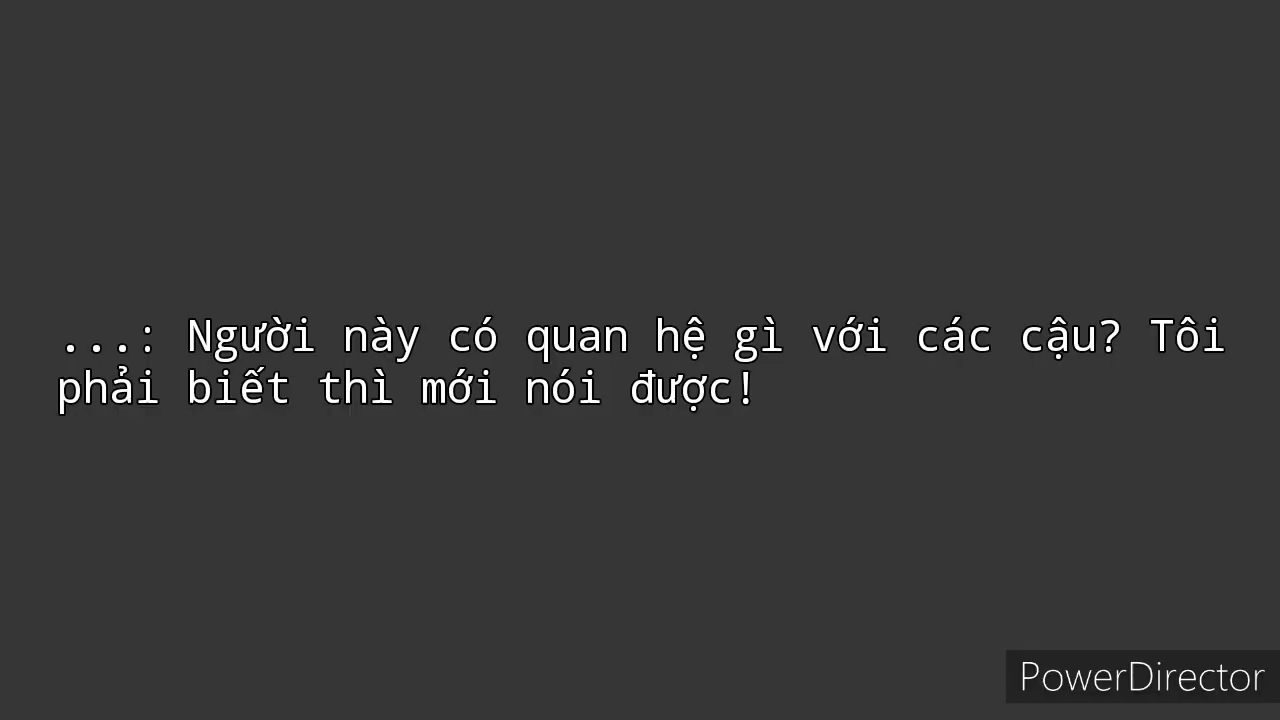 ...: Người này có quan hệ gì với các cậu? Tôi
phải biết thì mới nói được!
PowerDirector